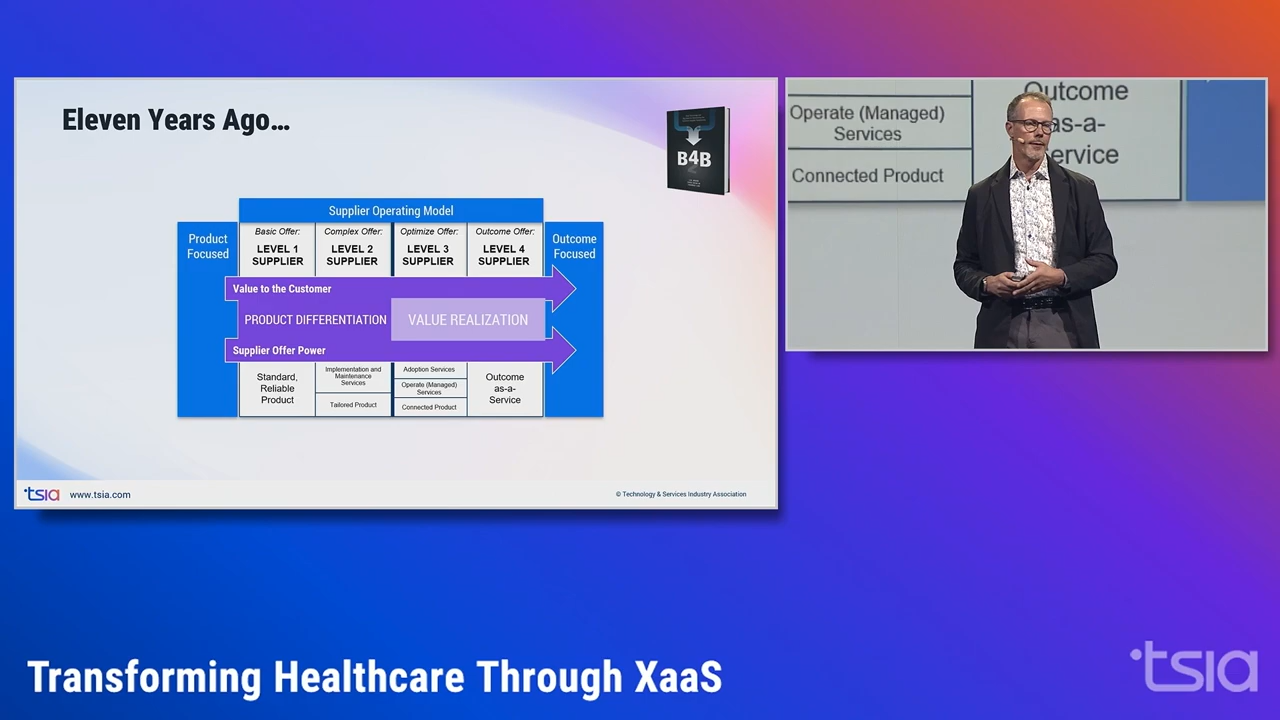 Eleven Years Ago...
B4B
Supplier Operating Model
Product
Focused
Basic Offer:
LEVEL 1
SUPPLIER
Complex Offer:
LEVEL 2
SUPPLIER
Optimize Offer:
LEVEL 3
SUPPLIER
Outcome Offer:
LEVEL 4
SUPPLIER
Outcome
Focused
Value to the Customer
PRODUCT DIFFERENTIATION
VALUE REALIZATION
Supplier Offer Power
Standard,
Reliable
Product
Implementation and
Maintenance
Services
Tailored Product
Adoption Services
Operate (Managed)
Services
Connected Product
Outcome
as-a-
Service
tsia
www.tsia.com
© Technology & Services Industry Association
Operate (Managed)
Services
Connected Product
Outcome
as-a-
ervice
Transforming Healthcare Through XaaS
tsia